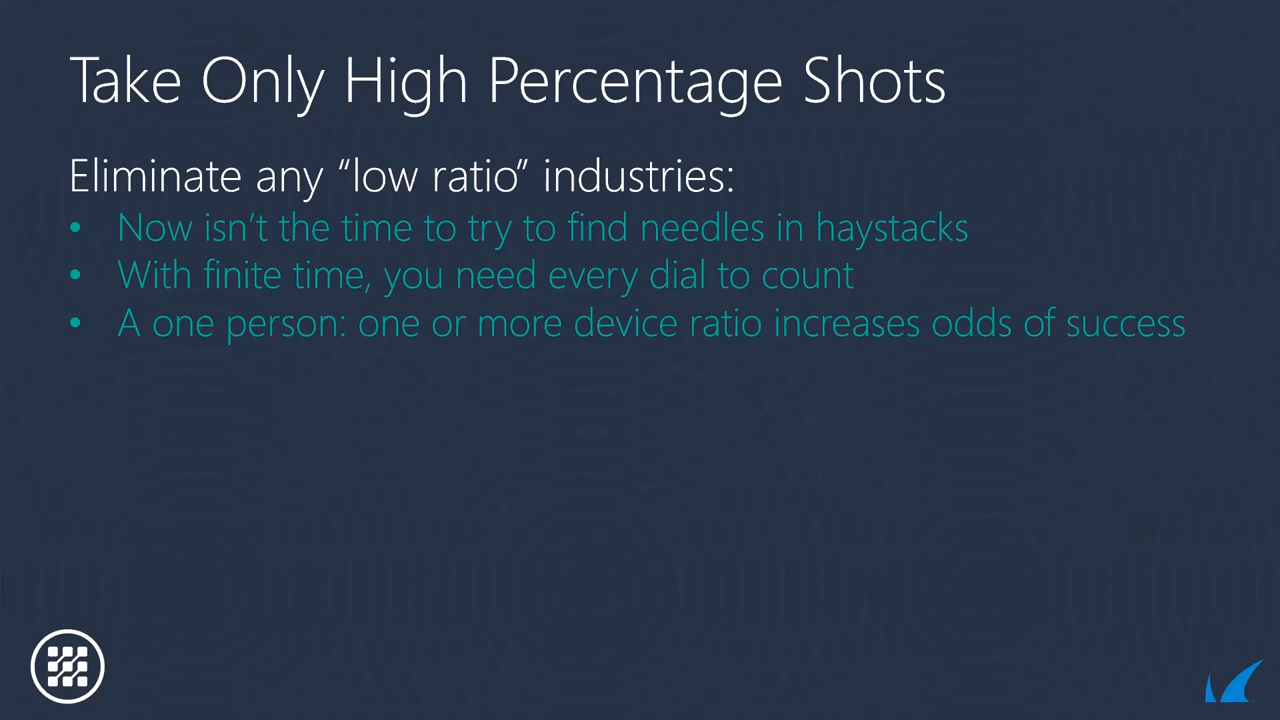 Take Only High Percentage Shots
Eliminate any “low ratio” industries:
• Now isn’t the time to try to find needles in haystacks
• With finite time, you need every dial to count
• A one person: one or more device ratio increases odds of success